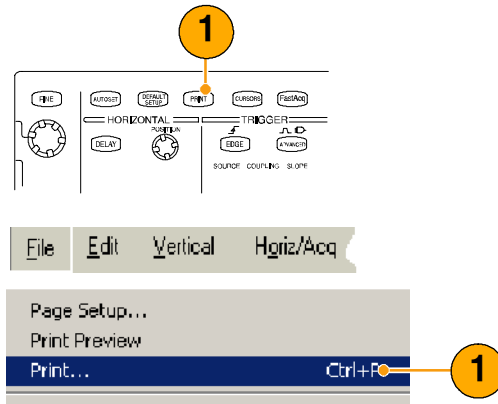 1
FINE AUTOSET DEFAULT SETUP PRINT CURSORS FastAcq
HORIZONTAL TRIGGER
POSITION
DELAY EDGE ADVANCED
SOURCE COUPLING SLOPE
File Edit Vertical Horiz/Acq
Page Setup...
Print Preview
Print... Ctrl+P
1